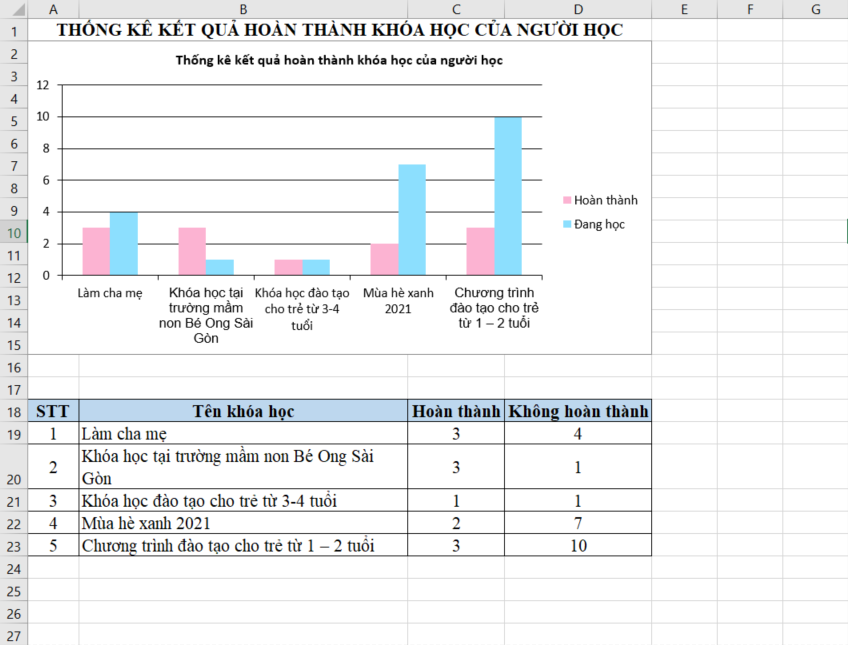 A B C D E F G
1 THỐNG KÊ KẾT QUẢ HOÀN THÀNH KHÓA HỌC CỦA NGƯỜI HỌC
2
Thống kê kết quả hoàn thành khóa học của người học
3
12
4
10
5
8
6
6
7
4
8
2
9
0
10
11
12
13
14
15
Hoàn thành
Đang học
Làm cha mẹ
Khóa học tại
trường mầm
non Bé Ong Sài
Gòn
Khóa học đào tạo
cho trẻ từ 3-4
tuổi
Mùa hè xanh
2021
Chương trình
đào tạo cho trẻ
từ 1 – 2 tuổi
16
17
18 STT Tên khóa học Hoàn thành Không hoàn thành
19 1 Làm cha mẹ 3 4
20 2 Khóa học tại trường mầm non Bé Ong Sài
Gòn 3 1
21 3 Khóa học đào tạo cho trẻ từ 3-4 tuổi 1 1
22 4 Mùa hè xanh 2021 2 7
23 5 Chương trình đào tạo cho trẻ từ 1 – 2 tuổi 3 10
24
25
26
27